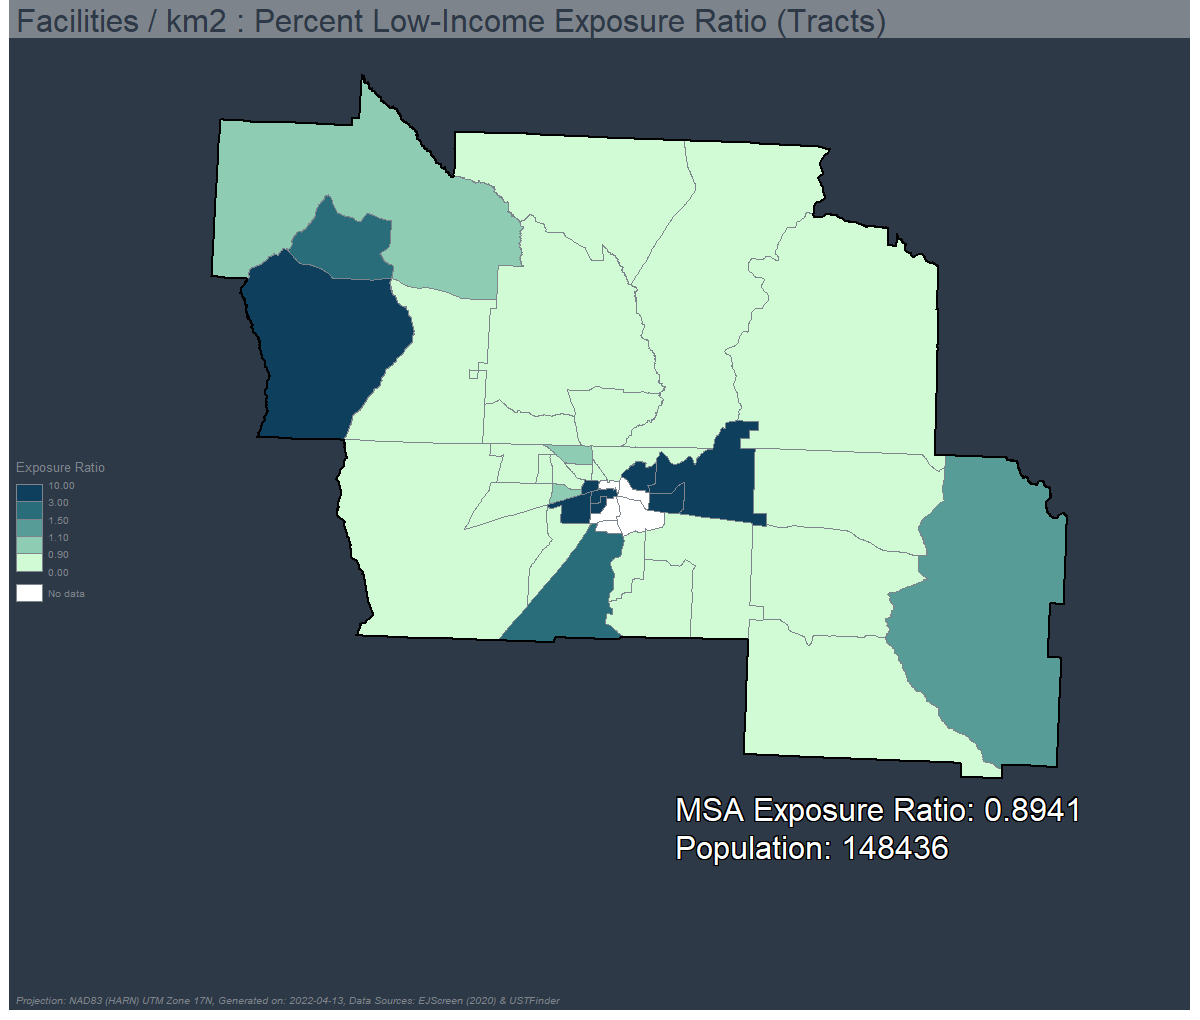 Facilities / km2 : Percent Low-Income Exposure Ratio (Tracts)
Exposure Ratio
10.00
3.00
1.50
1.10
0.90
0.00
No data
MSA Exposure Ratio: 0.8941
Population: 148436
Projection: NAD83 (HARN) UTM Zone 17N, Generated on: 2022-04-13, Data Sources: EJScreen (2020) & USTFinder